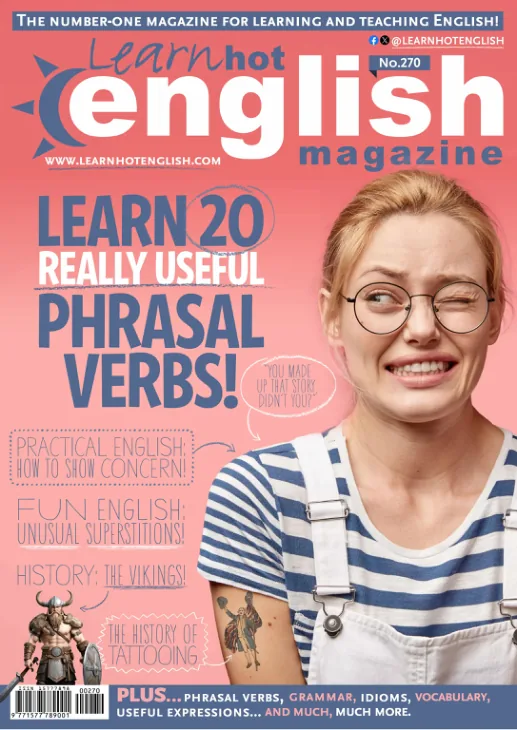 The number-one magazine for learning and teaching English!
@LEARNHOTENGLISH
Learn hot
No.270
english
magazine
www.learnhotenglish.com
LEARN 20
REALLY USEFUL
PHRASAL
VERBS!
"YOU MADE
UP THAT STORY
DIDN'T YOU?"
PRACTICAL ENGLISH:
HOW TO SHOW CONCERN!
FUN ENGLISH:
UNUSUAL SUPERSTITIONS!
HISTORY: THE VIKINGS!
THE HISTORY OF
TATTOOING.
ISSN 15777898
00270
9 771577 789001
PLUS... PHRASAL VERBS, GRAMMAR, IDIOMS, VOCABULARY,
USEFUL EXPRESSIONS... AND MUCH, MUCH MORE.